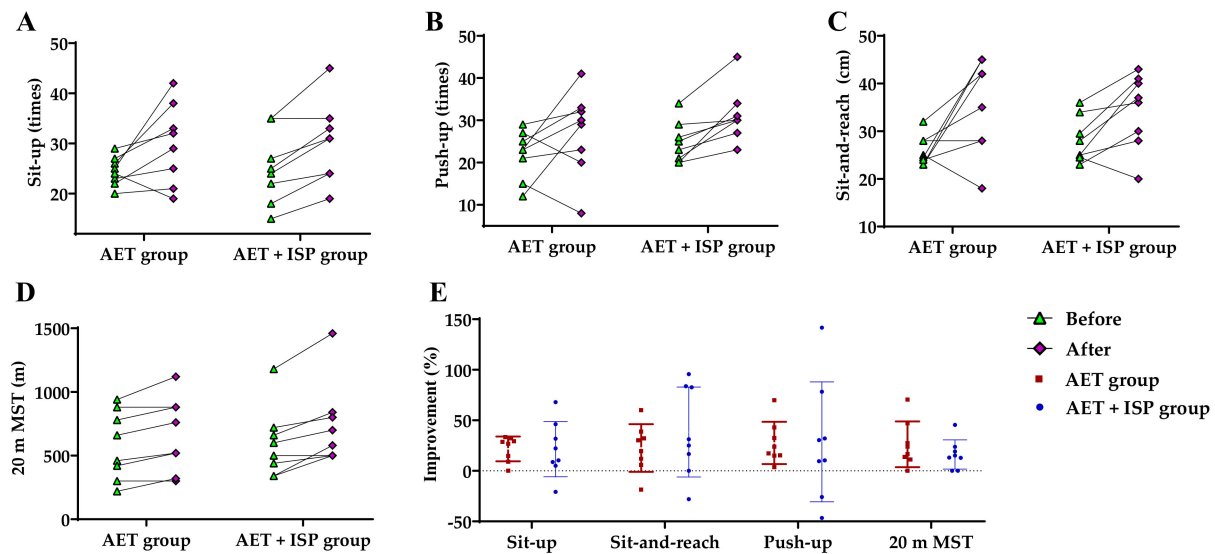 A
Sit-up (times)
50
40
30
20
AET group
AET + ISP group
B
Push-up (times)
50
40
30
20
10
AET group
AET + ISP group
C
Sit-and-reach (cm)
50
40
30
20
10
AET group
AET + ISP group
D
20 m MST (m)
1500
1000
500
0
AET group
AET + ISP group
E
Improvement (%)
150
100
50
0
-50
Sit-up
Sit-and-reach
Push-up
20 m MST
Before
After
AET group
AET + ISP group